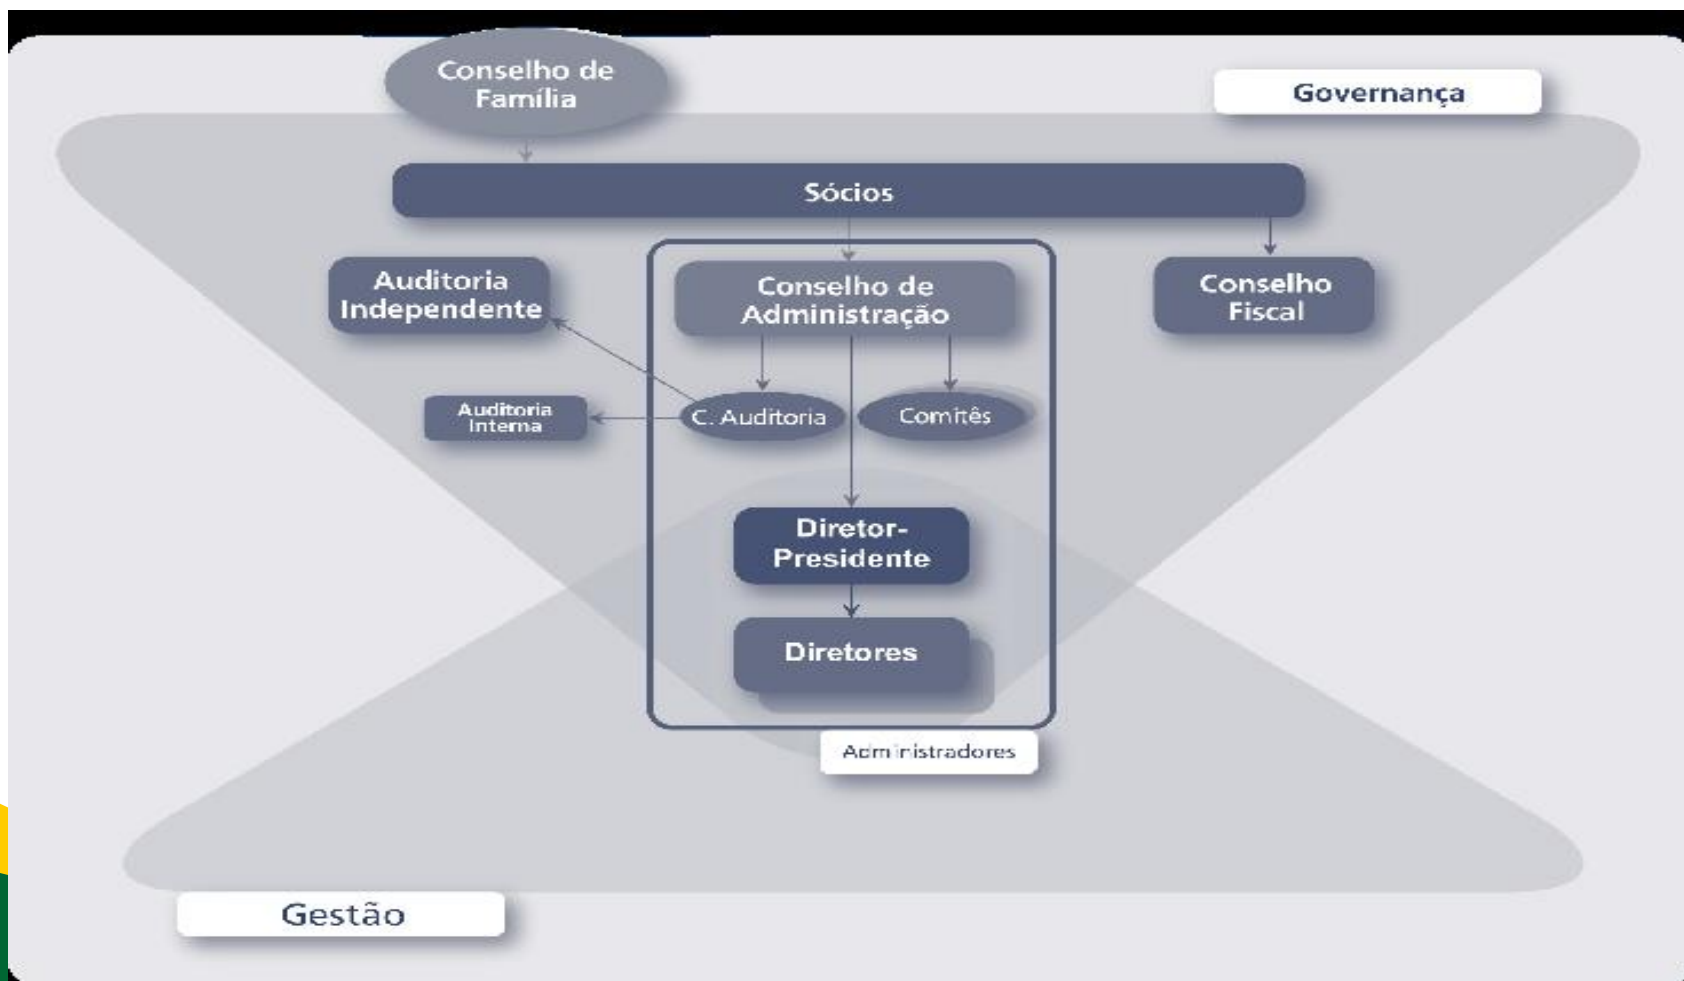 Conselho de
Família
Governança
Sócios
Auditoria
Independente
Conselho de
Administração
Conselho
Fiscal
Auditoria
Interna
C. Auditoria
Comitês
Diretor-
Presidente
Diretores
Administradores
Gestão